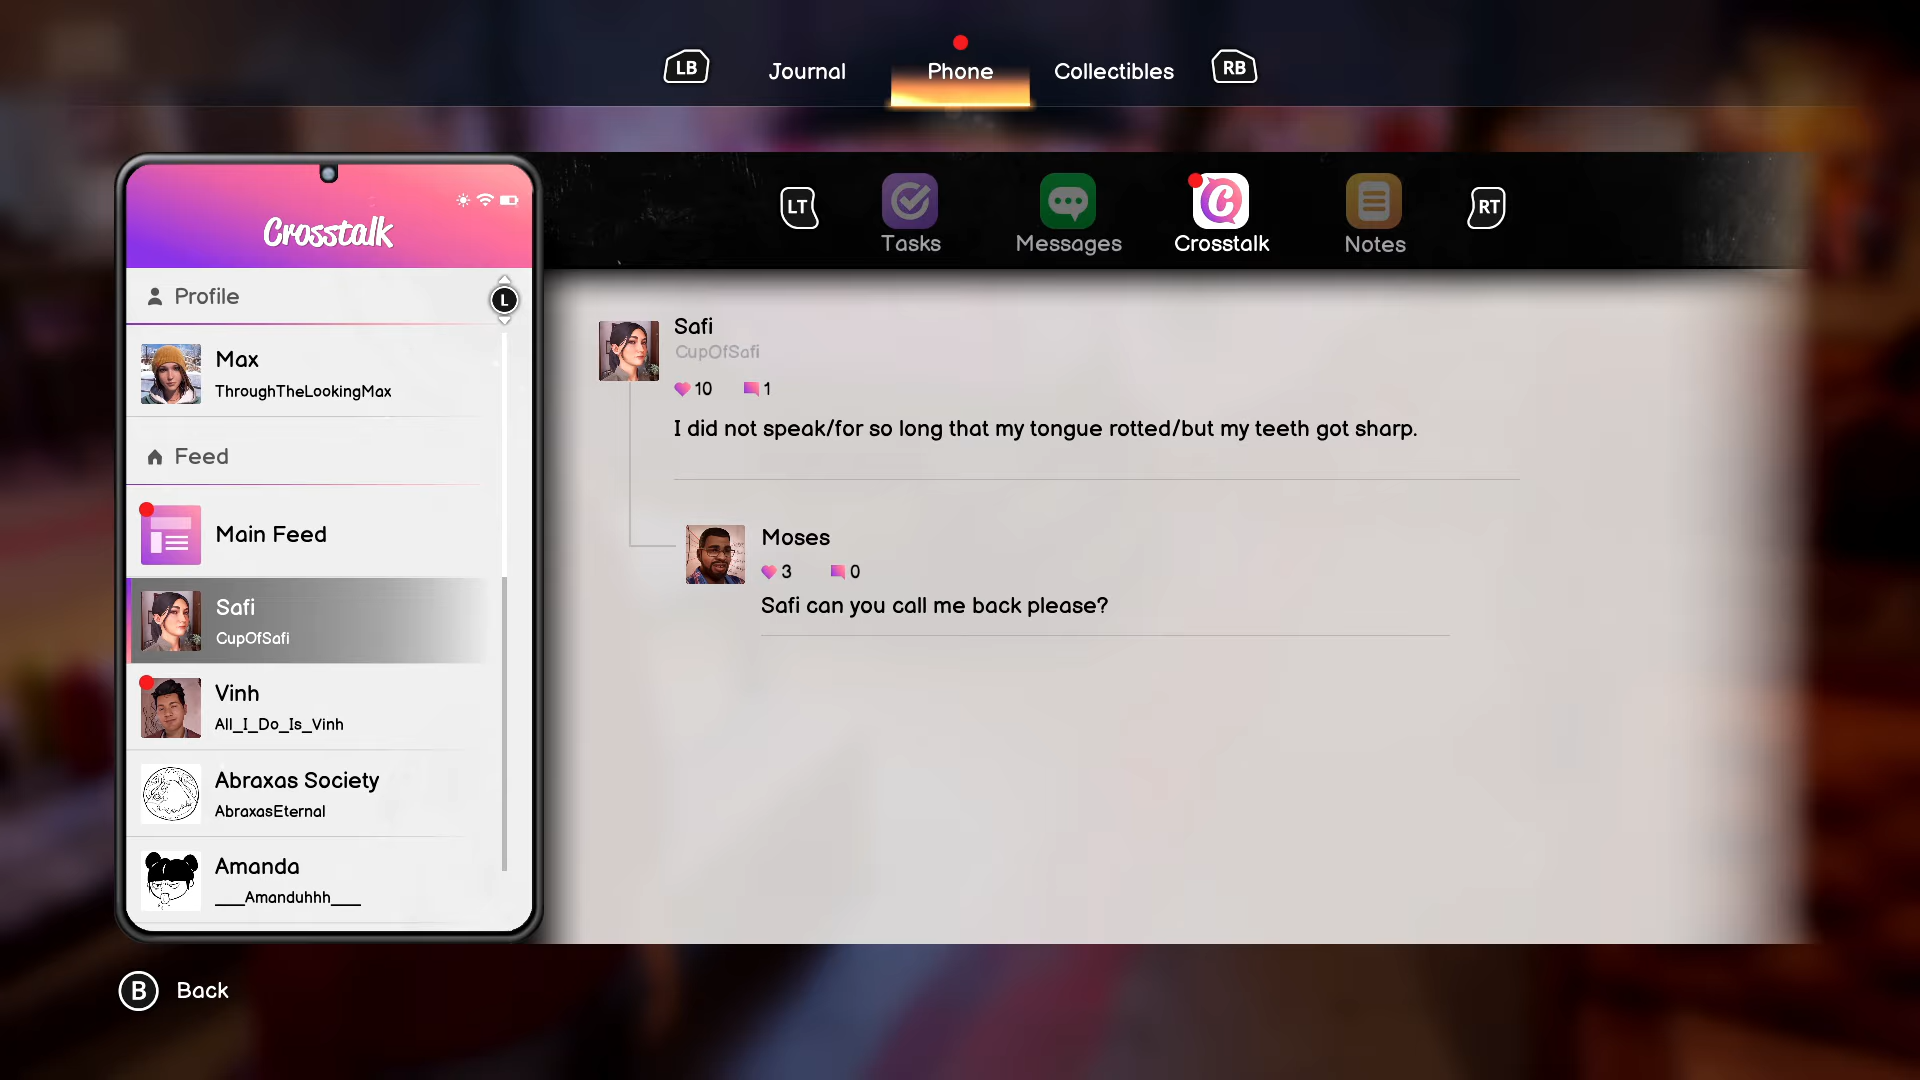 LB
Journal
Phone
Collectibles
RB
Crosstalk
LT
Tasks
Messages
Crosstalk
Notes
RT
Profile
L
Max
ThroughTheLookingMax
Feed
Main Feed
Safi
CupOfSafi
Vinh
All_I_Do_Is_Vinh
Abraxas Society
AbraxasEternal
Amanda
___Amanduhhh___
Safi
CupOfSafi
10 1
I did not speak/for so long that my tongue rotted/but my teeth got sharp.
Moses
3 0
Safi can you call me back please?
B Back